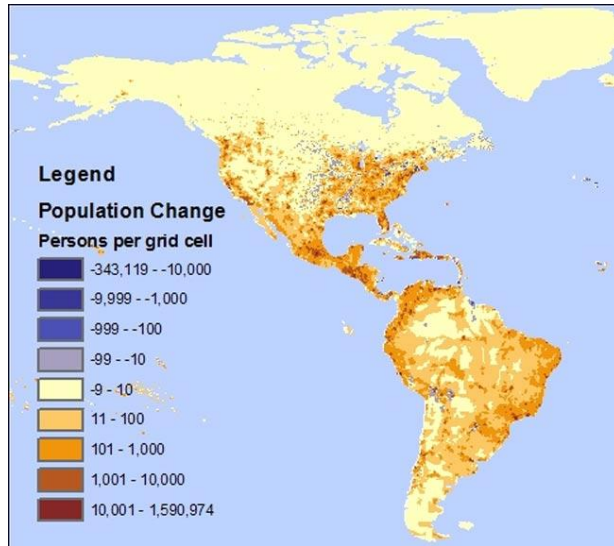 Legend
Population Change
Persons per grid cell
-343,119 - -10,000
-9,999 - -1,000
-999 - -100
-99 - -10
-9 - 10
11 - 100
101 - 1,000
1,001 - 10,000
10,001 - 1,590,974